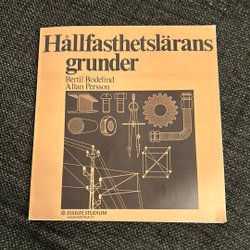 Hållfasthetslärans
grunder
Bertil Bodelind
Allan Persson
ESSELTE STUDIUM